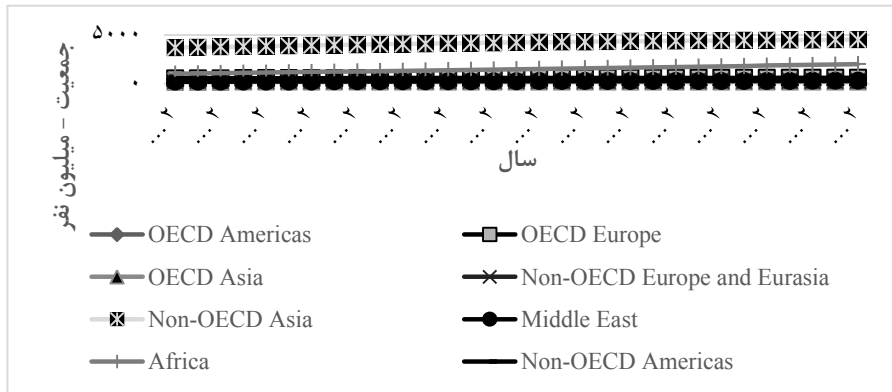 جمعیت – میلیون نفر
۵۰۰۰
۰
سال
OECD Americas
OECD Europe
OECD Asia
Non-OECD Europe and Eurasia
Non-OECD Asia
Middle East
Africa
Non-OECD Americas